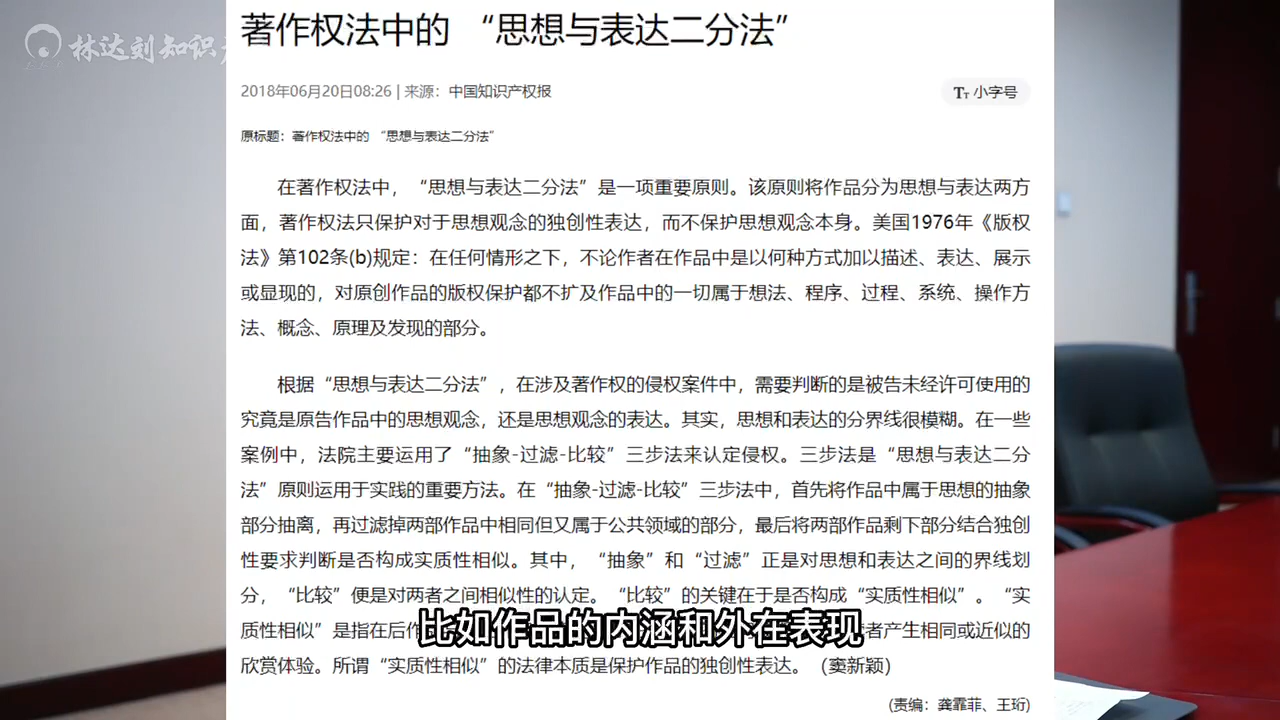 林达刻知识
著作权法中的 “思想与表达二分法”
2018年06月20日08:26 | 来源：中国知识产权报
TT 小字号
原标题：著作权法中的 “思想与表达二分法”
在著作权法中，“思想与表达二分法”是一项重要原则。该原则将作品分为思想与表达两方
面，著作权法只保护对于思想观念的独创性表达，而不保护思想观念本身。美国1976年《版权
法》第102条(b)规定：在任何情形之下，不论作者在作品中是以何种方式加以描述、表达、展示
或显现的，对原创作品的版权保护都不扩及作品中的一切属于想法、程序、过程、系统、操作方
法、概念、原理及发现的部分。
根据“思想与表达二分法”，在涉及著作权的侵权案件中，需要判断的是被告未经许可使用的
究竟是原告作品中的思想观念，还是思想观念的表达。其实，思想和表达的分界线很模糊。在一些
案例中，法院主要运用了“抽象-过滤-比较”三步法来认定侵权。三步法是“思想与表达二分
法”原则运用于实践的重要方法。在“抽象-过滤-比较”三步法中，首先将作品中属于思想的抽象
部分抽离，再过滤掉两部作品中相同但又属于公共领域的部分，最后将两部作品剩下部分结合独创
性要求判断是否构成实质性相似。其中，“抽象”和“过滤”正是对思想和表达之间的界线划
分，“比较”便是对两者之间相似性的认定。“比较”的关键在于是否构成“实质性相似”。“实
质性相似”是指在后作
者产生相同或近似的
比如作品的内涵和外在表现
欣赏体验。所谓“实质性相似”的法律本质是保护作品的独创性表达。（窦新颖）
(责编：龚霏菲、王珩)